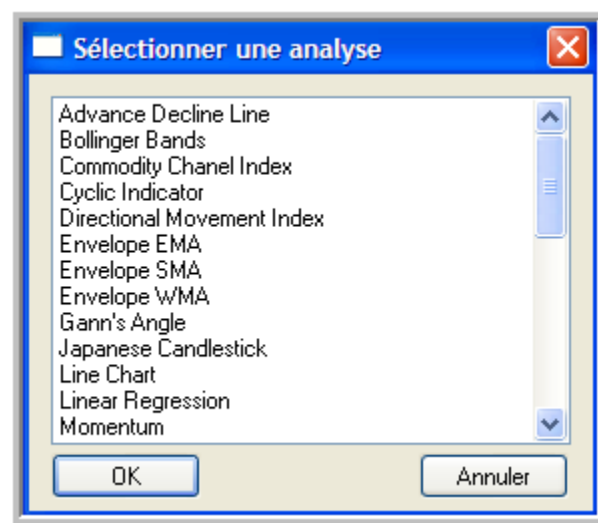 Sélectionner une analyse
Advance Decline Line
Bollinger Bands
Commodity Chanel Index
Cyclic Indicator
Directional Movement Index
Envelope EMA
Envelope SMA
Envelope WMA
Gann's Angle
Japanese Candlestick
Line Chart
Linear Regression
Momentum
OK
Annuler